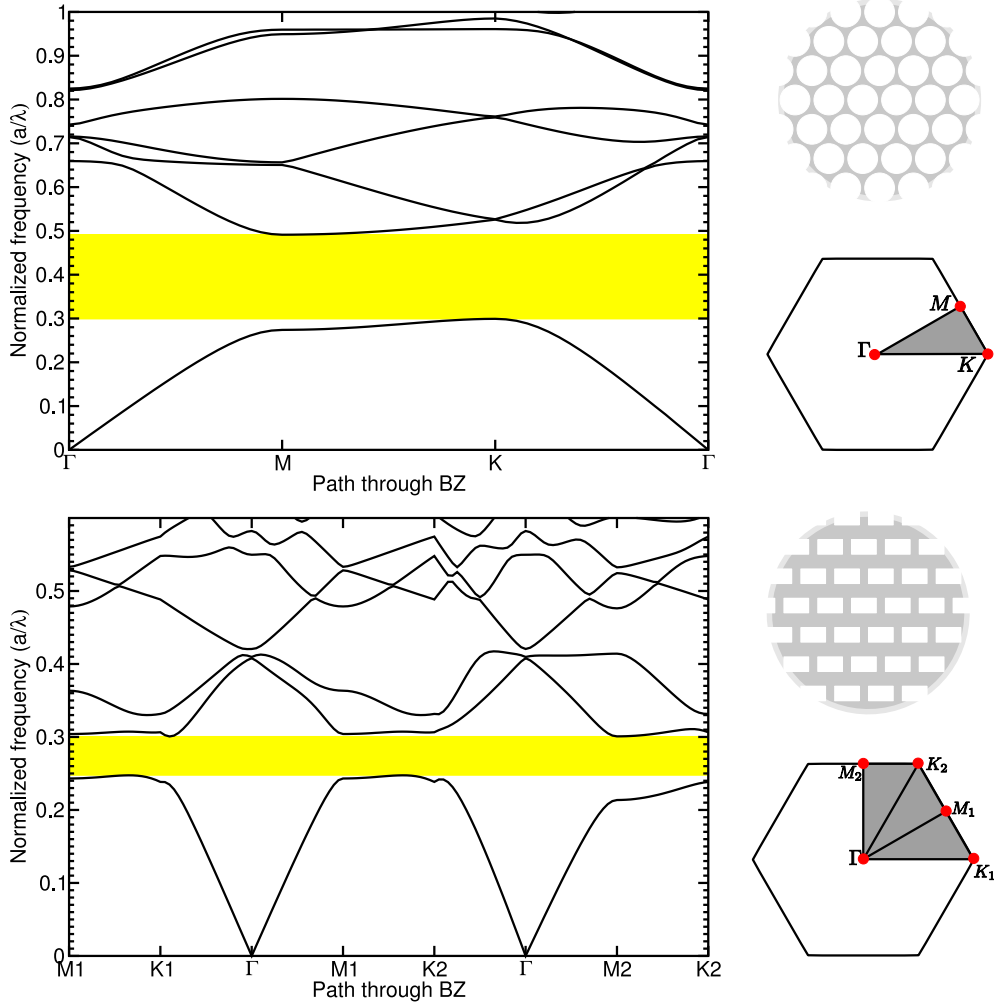 1
0.9
0.8
0.7
0.6
0.5
0.4
0.3
0.2
0.1
0
Normalized frequency (a/λ)
Γ
M
K
Γ
Path through BZ
M
Γ
K
0.5
0.4
0.3
0.2
0.1
0
Normalized frequency (a/λ)
M1
K1
Γ
M1
K2
Γ
M2
K2
Path through BZ
M2
K2
M1
Γ
K1